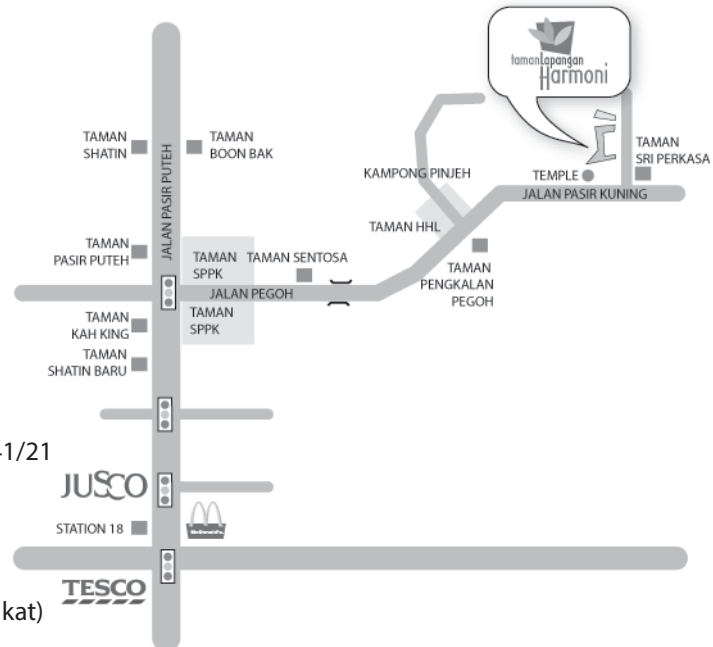 tamanLapangan
Harmoni
TAMAN
SHATIN
TAMAN
BOON BAK
JALAN PASIR PUTEH
KAMPONG PINJEH
TAMAN
SRI PERKASA
TEMPLE
JALAN PASIR KUNING
TAMAN HHL
TAMAN
PASIR PUTEH
TAMAN
SPPK
TAMAN SENTOSA
TAMAN
PENGKALAN
PEGOH
JALAN PEGOH
TAMAN
SPPK
TAMAN
KAH KING
TAMAN
SHATIN BARU
1/21
JUSCO
STATION 18
McDonald's
TESCO
kat)